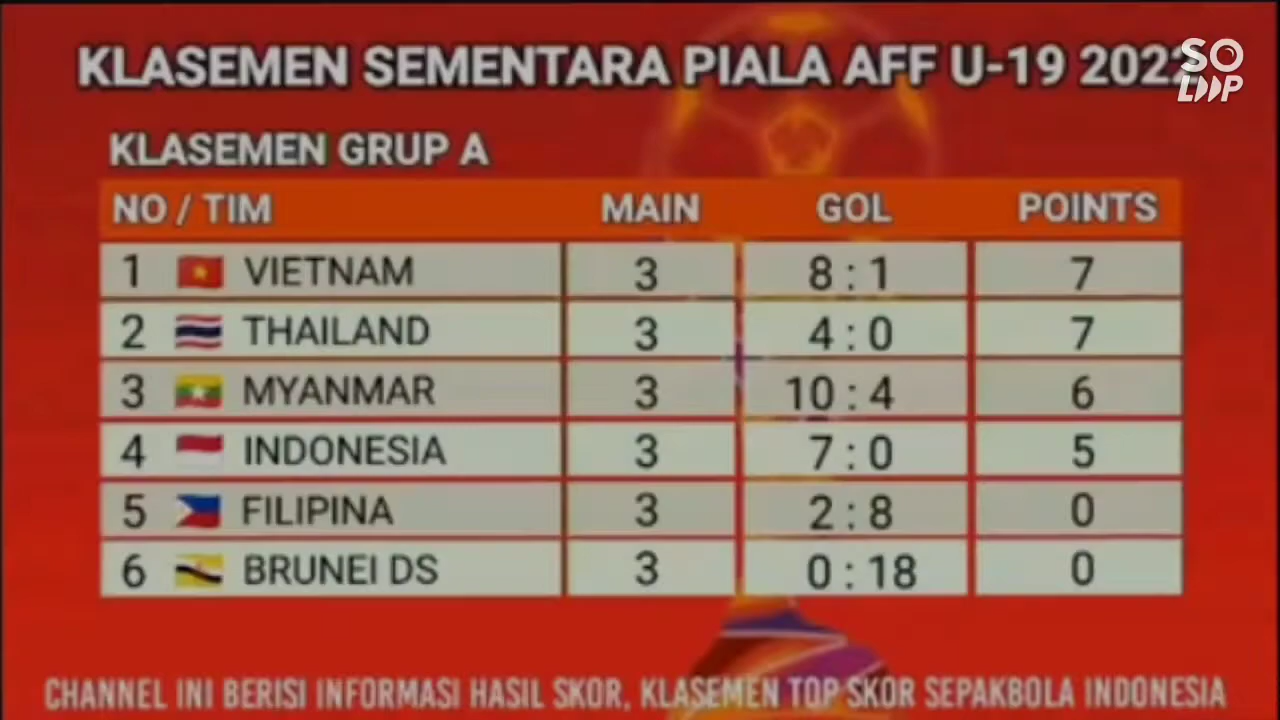 KLASEMEN SEMENTARA PIALA AFF U-19 2022
SO
LOOP
KLASEMEN GRUP A
NO / TIM MAIN GOL POINTS
1 VIETNAM 3 8 : 1 7
2 THAILAND 3 4 : 0 7
3 MYANMAR 3 10 : 4 6
4 INDONESIA 3 7 : 0 5
5 FILIPINA 3 2 : 8 0
6 BRUNEI DS 3 0 : 18 0
CHANNEL INI BERISI INFORMASI HASIL SKOR, KLASEMEN TOP SKOR SEPAKBOLA INDONESIA